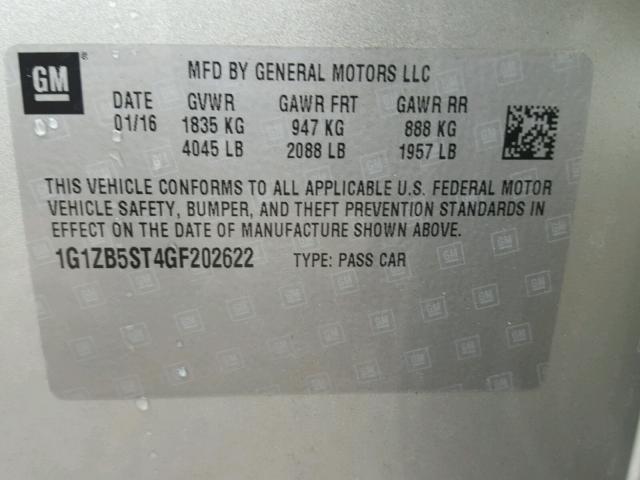 GM ® MFD BY GENERAL MOTORS LLC
DATE GVWR GAWR FRT GAWR RR
01/16 1835 KG 947 KG 888 KG
4045 LB 2088 LB 1957 LB
THIS VEHICLE CONFORMS TO ALL APPLICABLE U.S. FEDERAL MOTOR
VEHICLE SAFETY, BUMPER, AND THEFT PREVENTION STANDARDS IN
EFFECT ON THE DATE OF MANUFACTURE SHOWN ABOVE.
1G1ZB5ST4GF202622 TYPE: PASS CAR